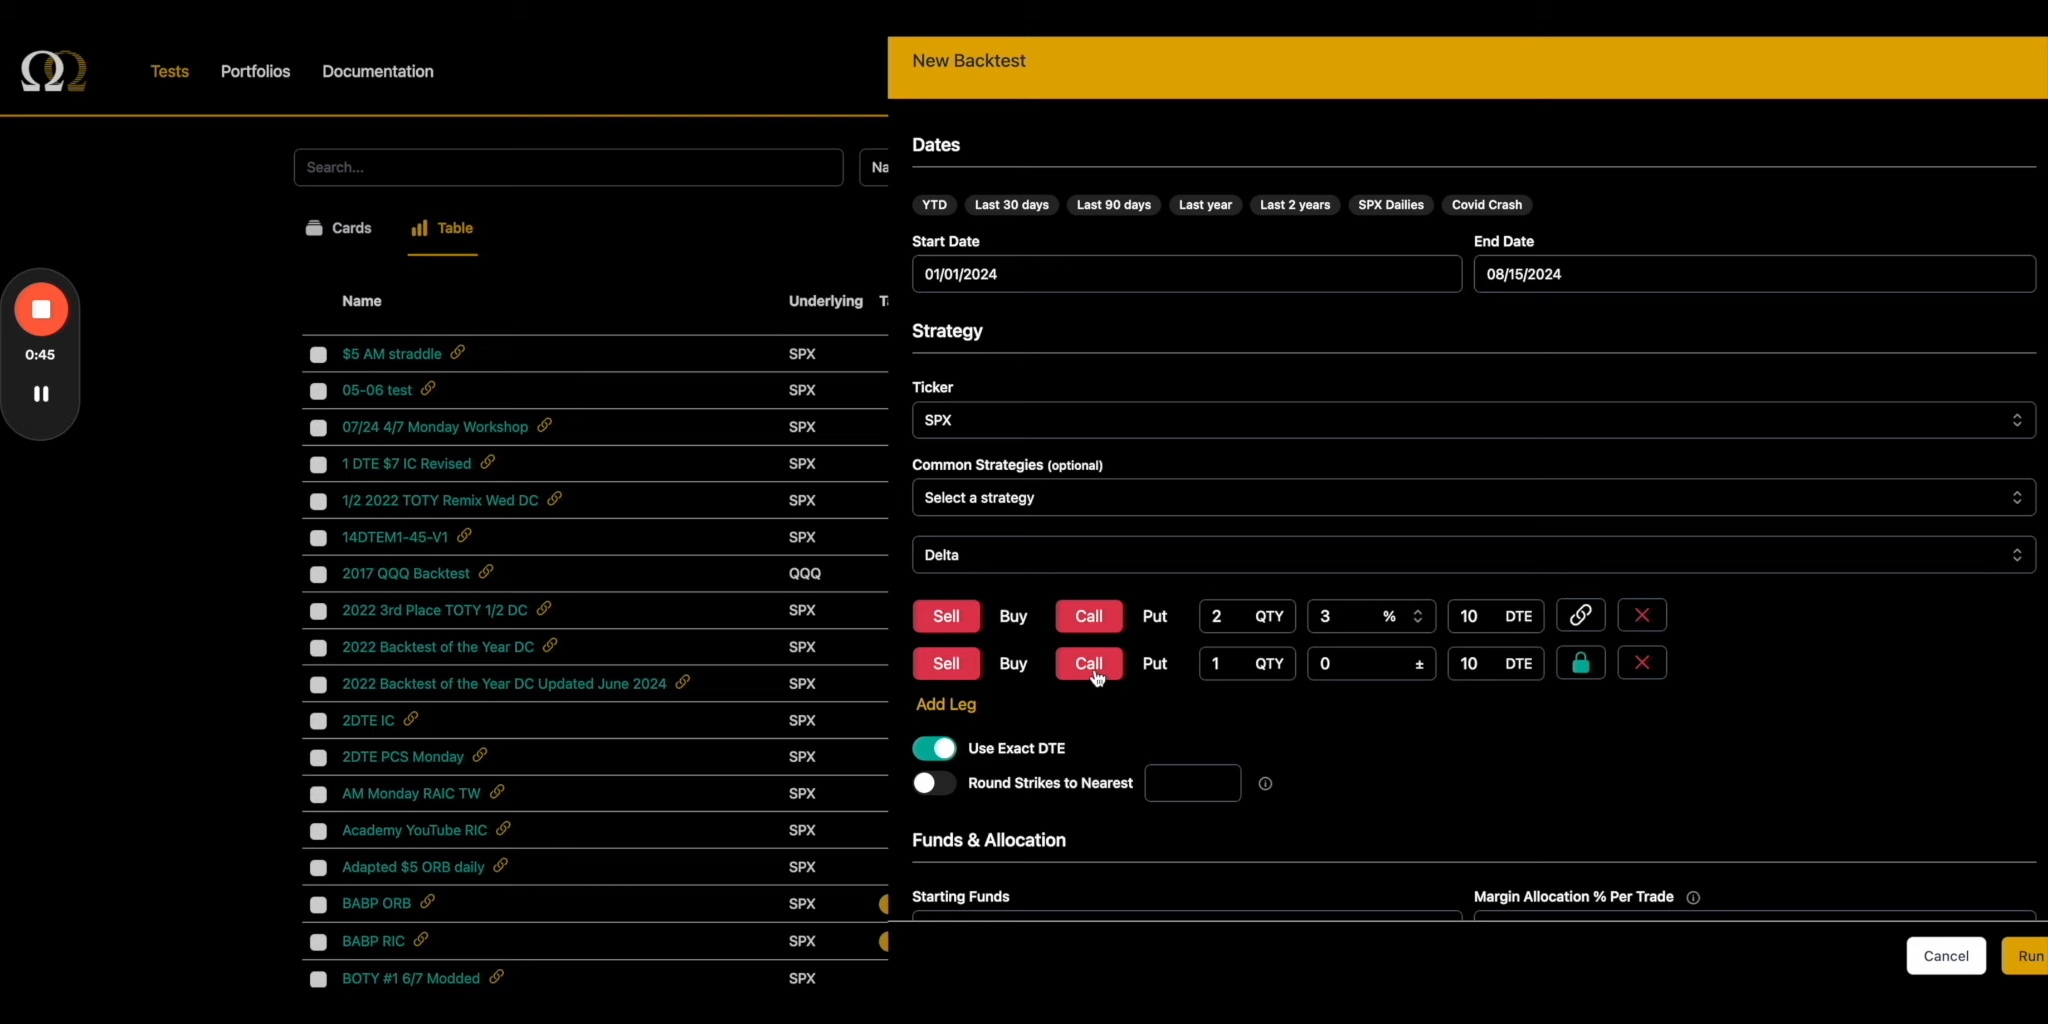 Tests Portfolios Documentation
Search...
Na
Cards Table
Name Underlying
$5 AM straddle SPX
05-06 test SPX
07/24 4/7 Monday Workshop SPX
1 DTE $7 IC Revised SPX
1/2 2022 TOTY Remix Wed DC SPX
14DTEM1-45-V1 SPX
2017 QQQ Backtest QQQ
2022 3rd Place TOTY 1/2 DC SPX
2022 Backtest of the Year DC SPX
2022 Backtest of the Year DC Updated June 2024 SPX
2DTE IC SPX
2DTE PCS Monday SPX
AM Monday RAIC TW SPX
Academy YouTube RIC SPX
Adapted $5 ORB daily SPX
BABP ORB SPX
BABP RIC SPX
BOTY #1 6/7 Modded SPX
0:45
New Backtest
Dates
YTD Last 30 days Last 90 days Last year Last 2 years SPX Dailies Covid Crash
Start Date End Date
01/01/2024 08/15/2024
Strategy
Ticker
SPX
Common Strategies (optional)
Select a strategy
Delta
Sell Buy Call Put 2 QTY 3 % 10 DTE
Sell Buy Call Put 1 QTY 0 ± 10 DTE
Add Leg
Use Exact DTE
Round Strikes to Nearest
Funds & Allocation
Starting Funds Margin Allocation % Per Trade
Cancel Run